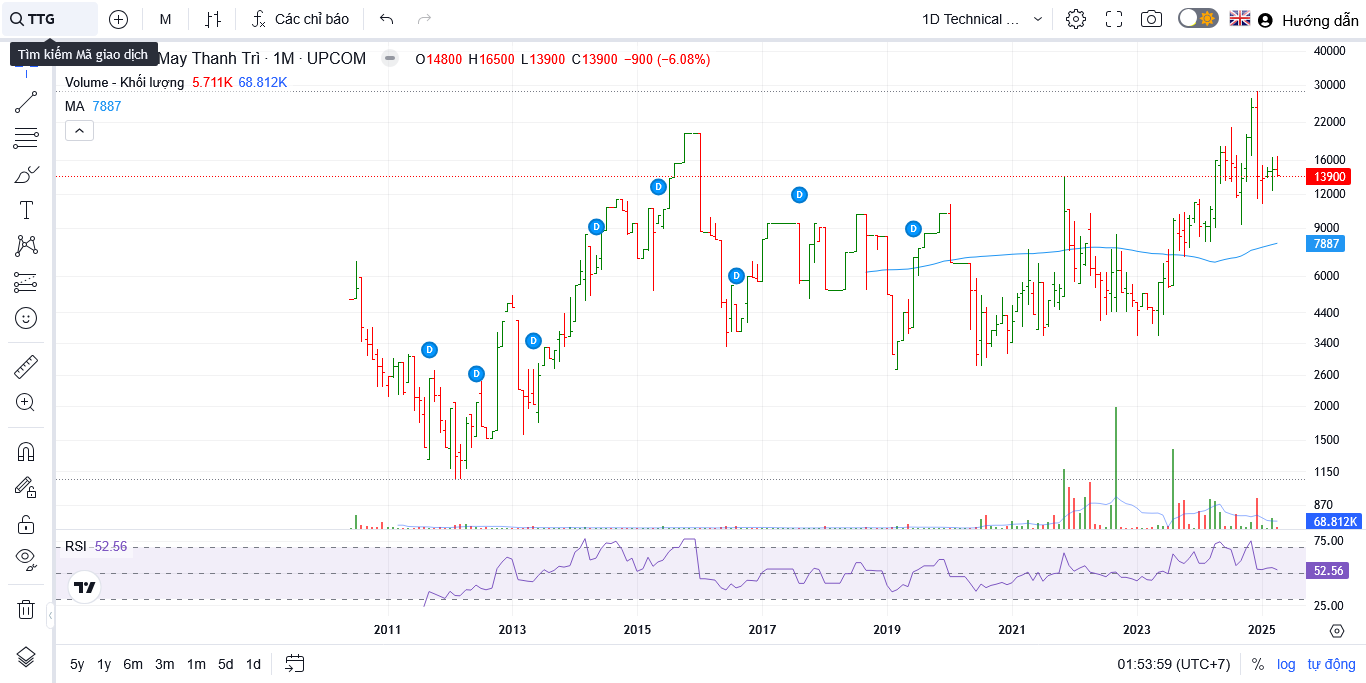 TTG
M
Các chỉ báo
1D Technical ...
Hướng dẫn
Tìm kiếm Mã giao dịch
May Thanh Trì · 1M · UPCOM
O14800 H16500 L13900 C13900 −900 (−6.08%)
Volume - Khối lượng 5.711K 68.812K
MA 7887
40000
30000
22000
16000
13900
12000
9000
7887
6000
4400
3400
2600
2000
1500
1150
870
68.812K
D
D
D
D
D
D
D
D
RSI 52.56
75.00
52.56
25.00
2011 2013 2015 2017 2019 2021 2023 2025
5y 1y 6m 3m 1m 5d 1d
01:53:59 (UTC+7) % log tự động